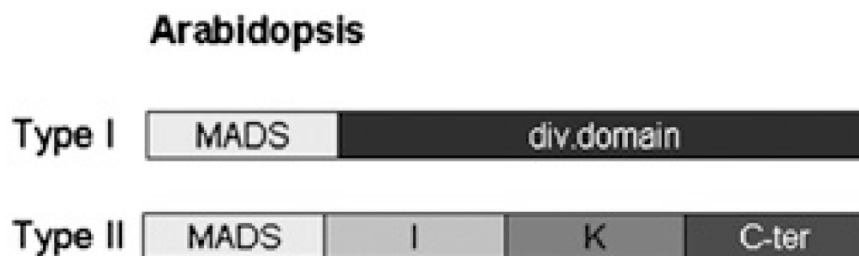 Arabidopsis
Type I MADS div.domain
Type II MADS I K C-ter